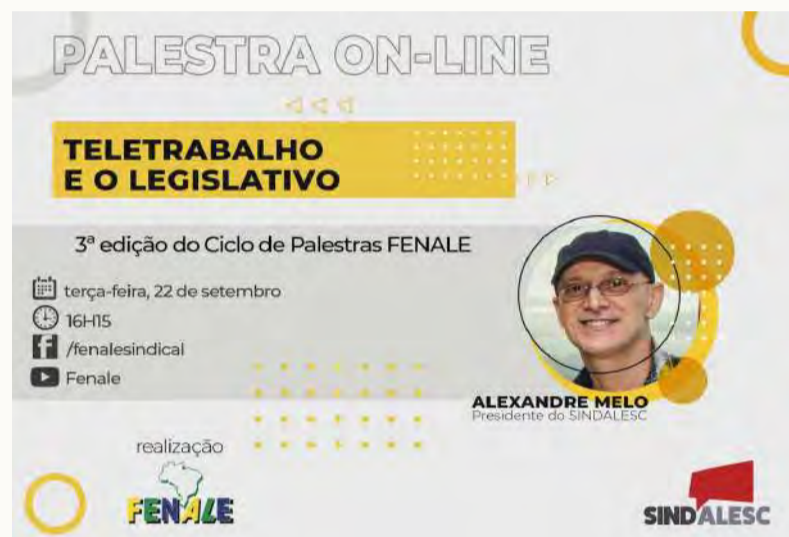 PALESTRA ON-LINE
TELETRABALHO
E O LEGISLATIVO
3ª edição do Ciclo de Palestras FENALE
terça-feira, 22 de setembro
16H15
/fenalesindical
Fenale
ALEXANDRE MELO
Presidente do SINDALESC
realização
FENALE
SINDALESC